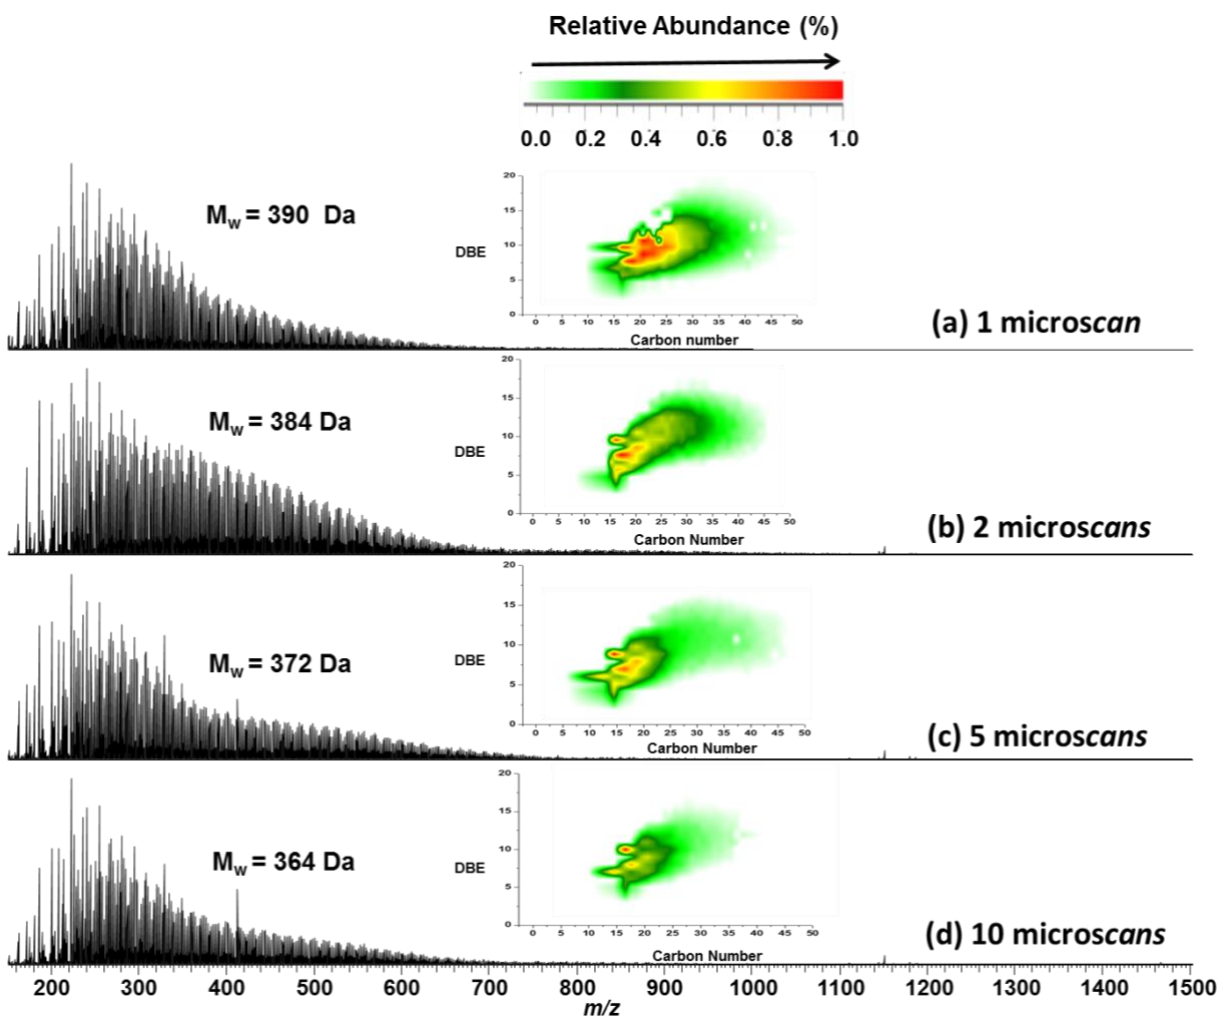 Relative Abundance (%)
0.0 0.2 0.4 0.6 0.8 1.0
M_W = 390 Da
20
15
DBE 10
5
0
0 5 10 15 20 25 30 35 40 45 50
Carbon number
(a) 1 microscan
20
15
M_W = 384 Da
10
DBE
5
0
0 5 10 15 20 25 30 35 40 45 50
Carbon Number
(b) 2 microscans
20
15
10
M_W = 372 Da
DBE
5
0
0 5 10 15 20 25 30 35 40 45 50
Carbon Number
(c) 5 microscans
20
15
10
M_W = 364 Da
DBE
5
0
0 5 10 15 20 25 30 35 40 45 50
Carbon Number
(d) 10 microscans
200 300 400 500 600 700 800 900 1000 1100 1200 1300 1400 1500
m/z